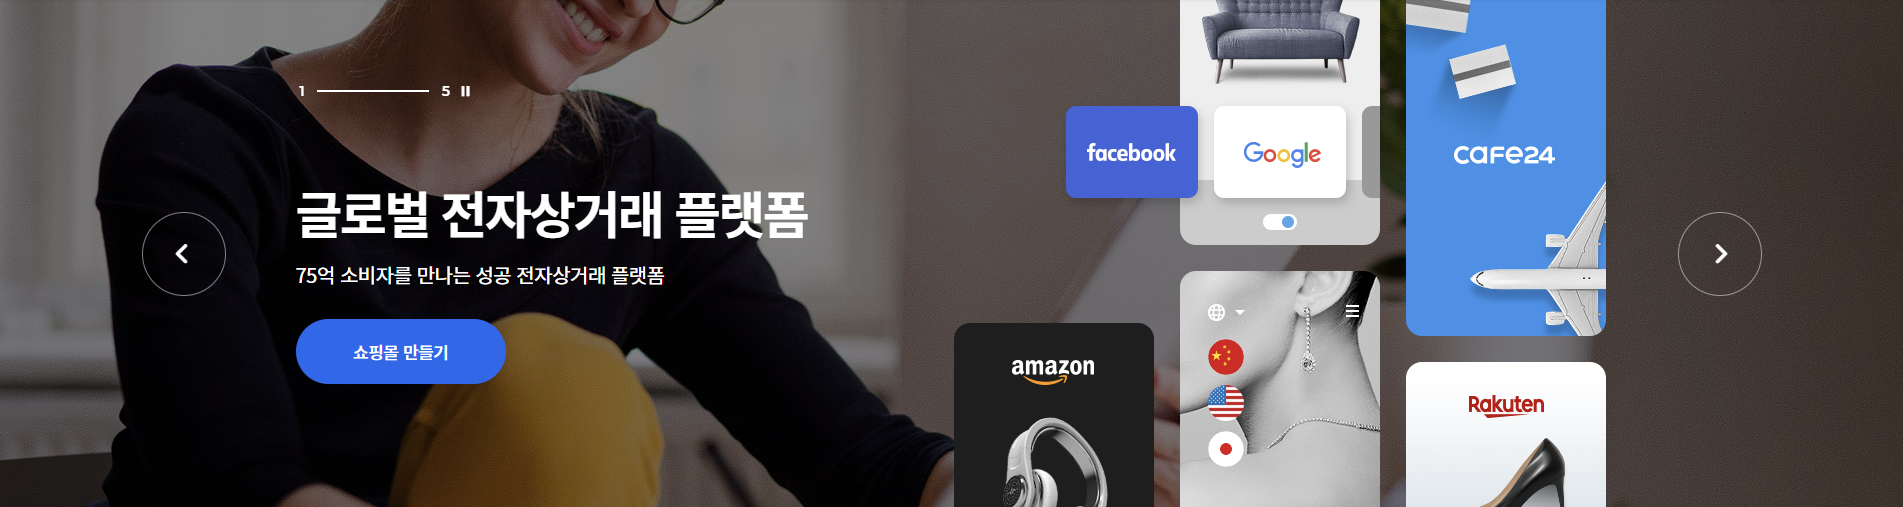 1 5
글로벌 전자상거래 플랫폼
75억 소비자를 만나는 성공 전자상거래 플랫폼
쇼핑몰 만들기
facebook
Google
cafe24
amazon
Rakuten